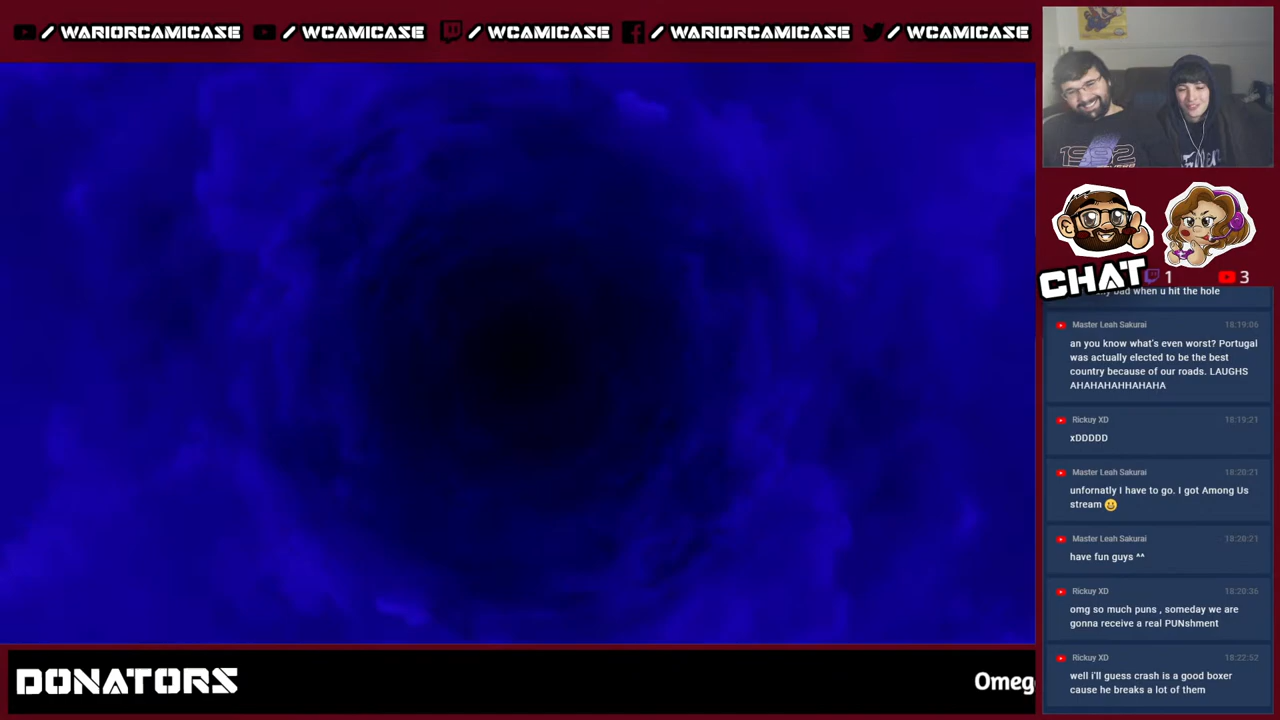 / WARIORCAMICASE / WCAMICASE / WCAMICASE / WARIORCAMICASE / WCAMICASE
1992
CHAT 1 3
bad when u hit the hole
Master Leah Sakurai 18:19:06
an you know what's even worst? Portugal
was actually elected to be the best
country because of our roads. LAUGHS
AHAHAHAHHAHAHA
Rickuy XD 18:19:21
xDDDDD
Master Leah Sakurai 18:20:21
unfornatly I have to go. I got Among Us
stream 😀
Master Leah Sakurai 18:20:21
have fun guys ^^
Rickuy XD 18:20:36
omg so much puns , someday we are
gonna receive a real PUNshment
Rickuy XD 18:22:52
well i'll guess crash is a good boxer
cause he breaks a lot of them
DONATORS Omeg